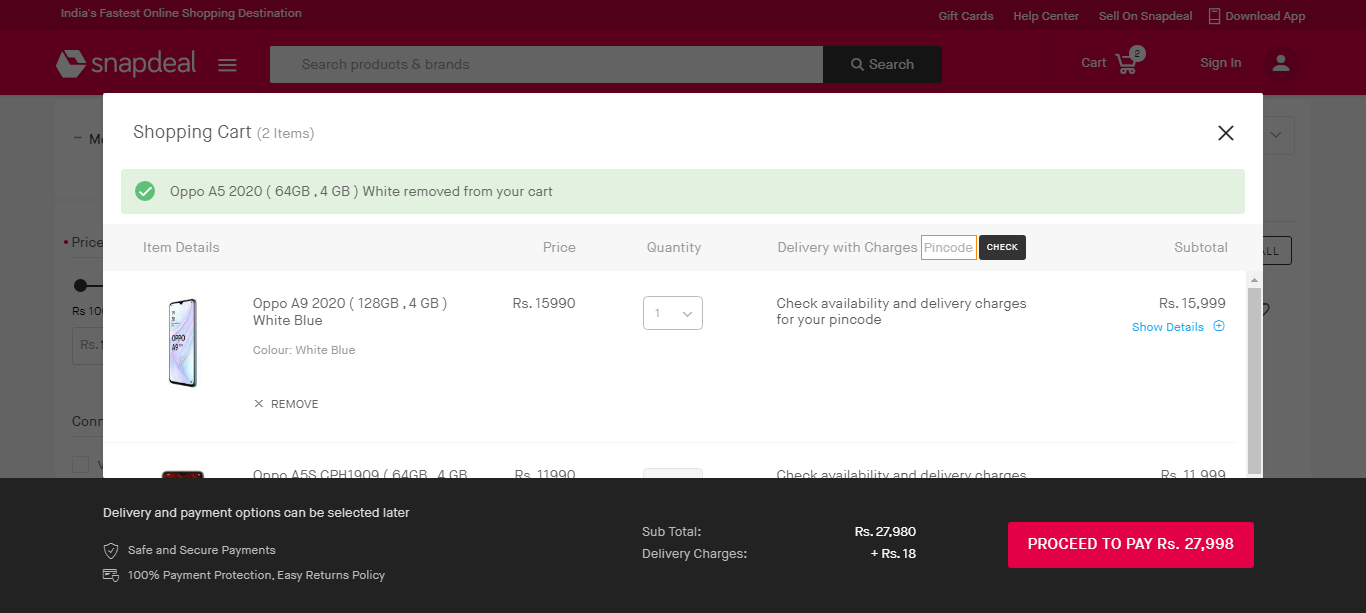 India's Fastest Online Shopping Destination
Gift Cards Help Center Sell On Snapdeal Download App
snapdeal Search products & brands Search Cart 2 Sign In
Shopping Cart (2 Items)
Oppo A5 2020 ( 64GB , 4 GB ) White removed from your cart
Price
Item Details Price Quantity Delivery with Charges Pincode CHECK Subtotal
Oppo A9 2020 ( 128GB , 4 GB ) Rs. 15990 1 Check availability and delivery charges Rs. 15,999
White Blue for your pincode
Show Details
Colour: White Blue
REMOVE
Oppo A5S CPH1909 ( 64GB , 4 GB Rs. 11990 Check availability and delivery charges Rs. 11,999
Delivery and payment options can be selected later
Safe and Secure Payments
100% Payment Protection, Easy Returns Policy
Sub Total: Rs. 27,980
Delivery Charges: + Rs. 18
PROCEED TO PAY Rs. 27,998